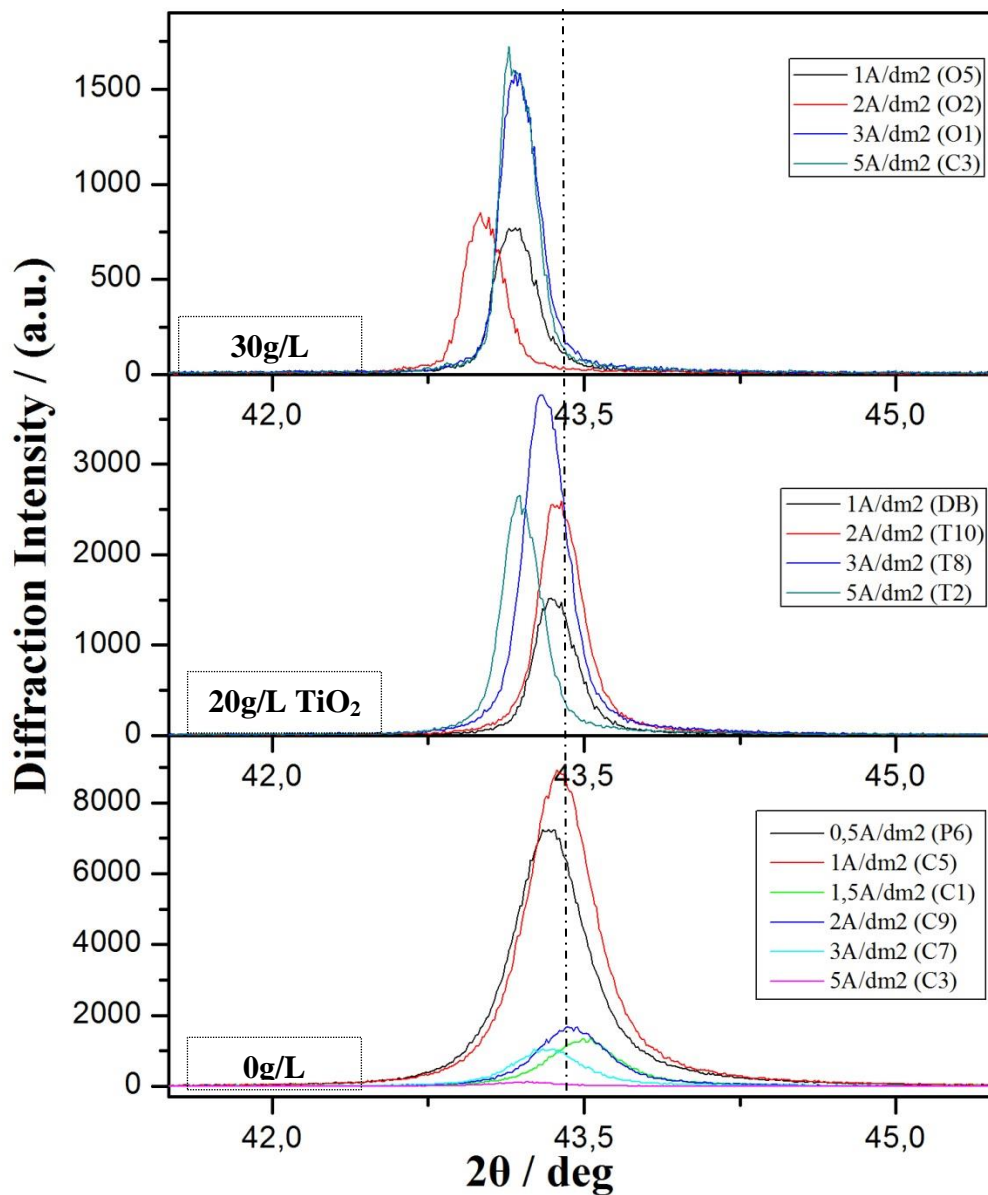 Diffraction Intensity / (a.u.)
1500
1000
500
0
1A/dm2 (O5)
2A/dm2 (O2)
3A/dm2 (O1)
5A/dm2 (C3)
30g/L
42,0
43,5
45,0
3000
2000
1000
0
1A/dm2 (DB)
2A/dm2 (T10)
3A/dm2 (T8)
5A/dm2 (T2)
20g/L TiO₂
42,0
43,5
45,0
8000
6000
4000
2000
0
0,5A/dm2 (P6)
1A/dm2 (C5)
1,5A/dm2 (C1)
2A/dm2 (C9)
3A/dm2 (C7)
5A/dm2 (C3)
0g/L
42,0
43,5
45,0
2θ / deg